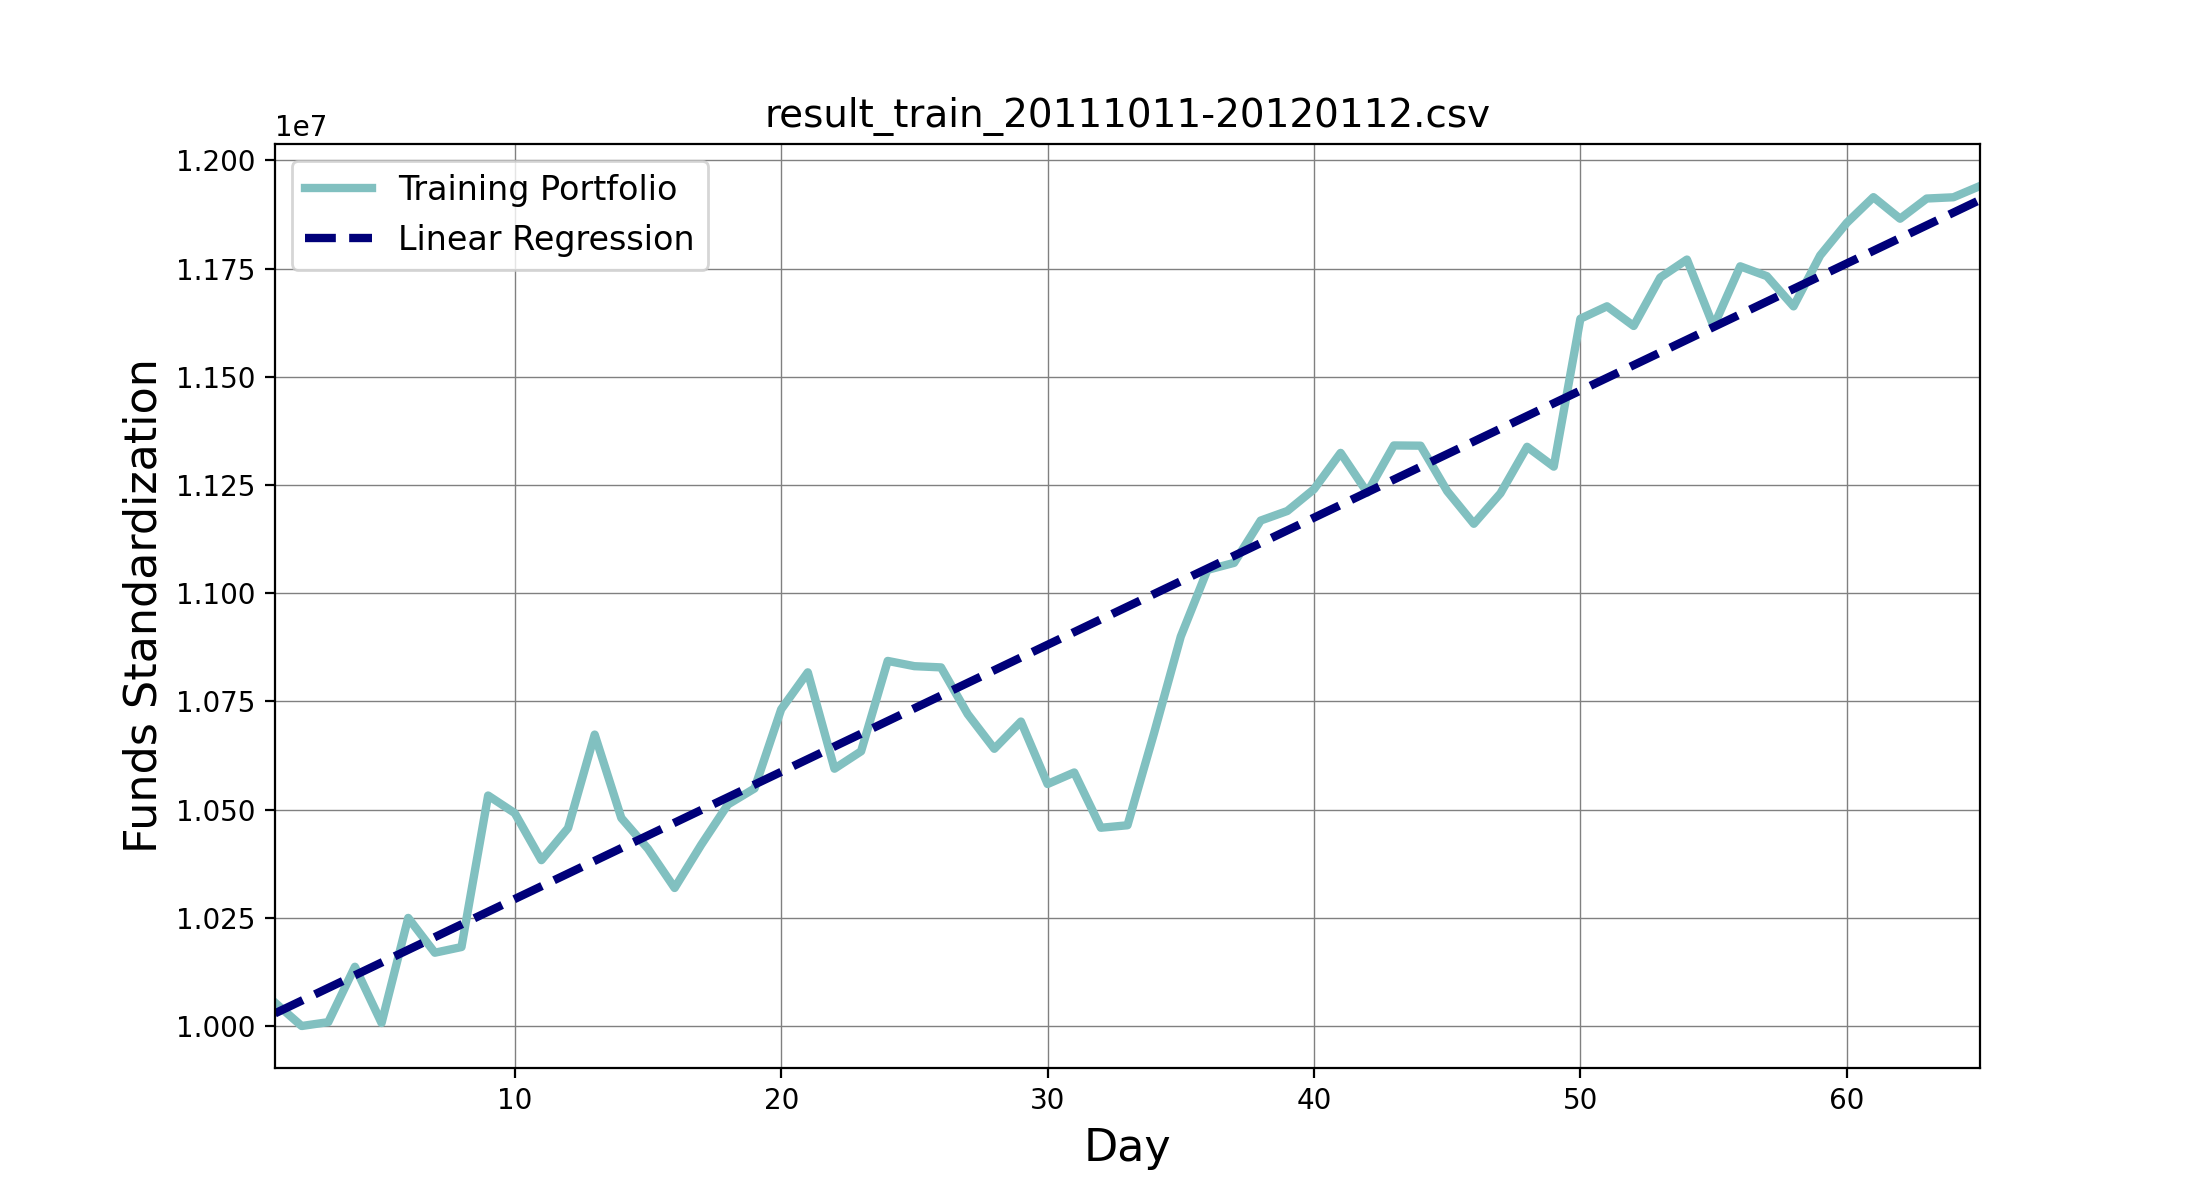 result_train_20111011-20120112.csv
1e7
Training Portfolio
Linear Regression
1.200
1.175
1.150
1.125
1.100
1.075
1.050
1.025
1.000
Funds Standardization
10 20 30 40 50 60
Day